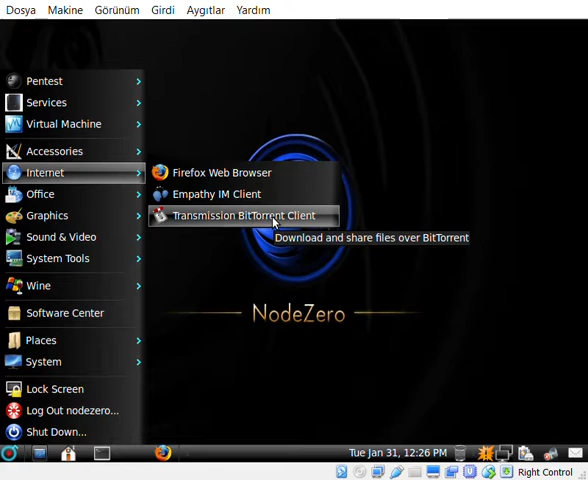 Dosya Makine Görünüm Girdi Aygıtlar Yardım
Pentest
Services
Virtual Machine
Accessories
Internet
Office
Graphics
Sound & Video
System Tools
Wine
Software Center
Places
System
Lock Screen
Log Out nodezero...
Shut Down...
Firefox Web Browser
Empathy IM Client
Transmission BitTorrent Client
Download and share files over BitTorrent
NodeZero
Tue Jan 31, 12:26 PM
Right Control